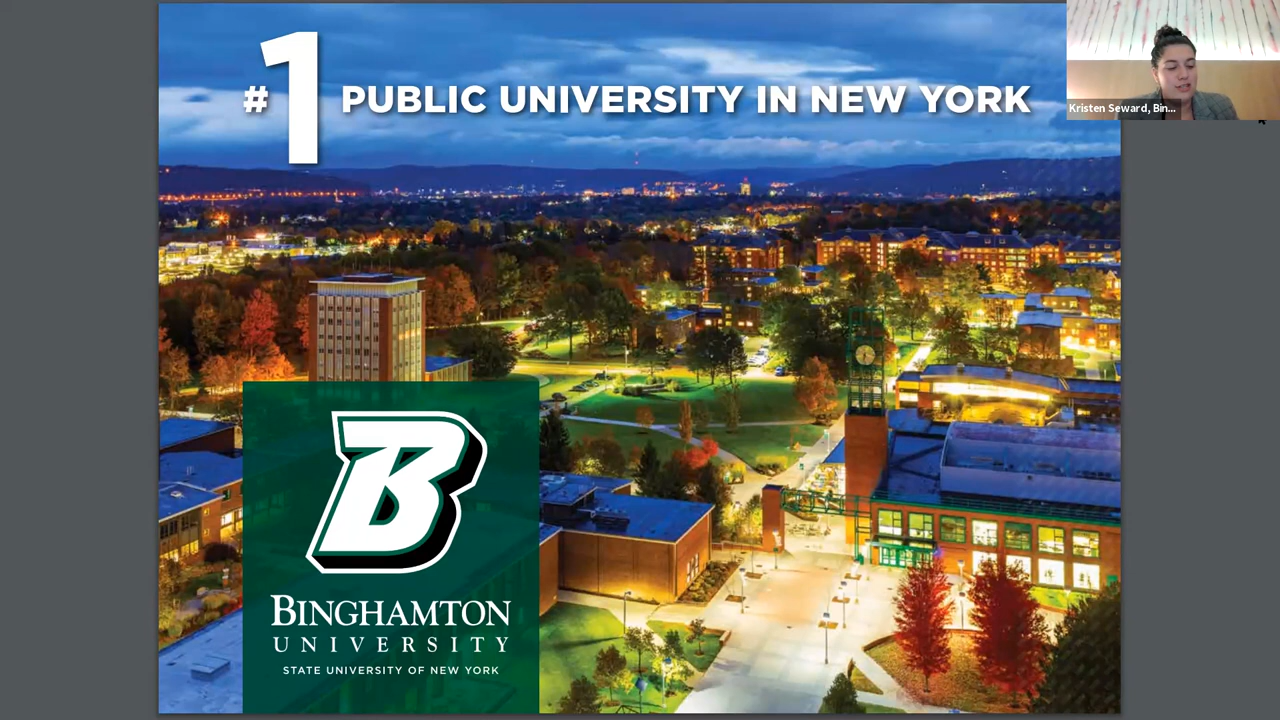 #1 PUBLIC UNIVERSITY IN NEW YORK
Kristen Seward, Bin...
B
BINGHAMTON
UNIVERSITY
STATE UNIVERSITY OF NEW YORK